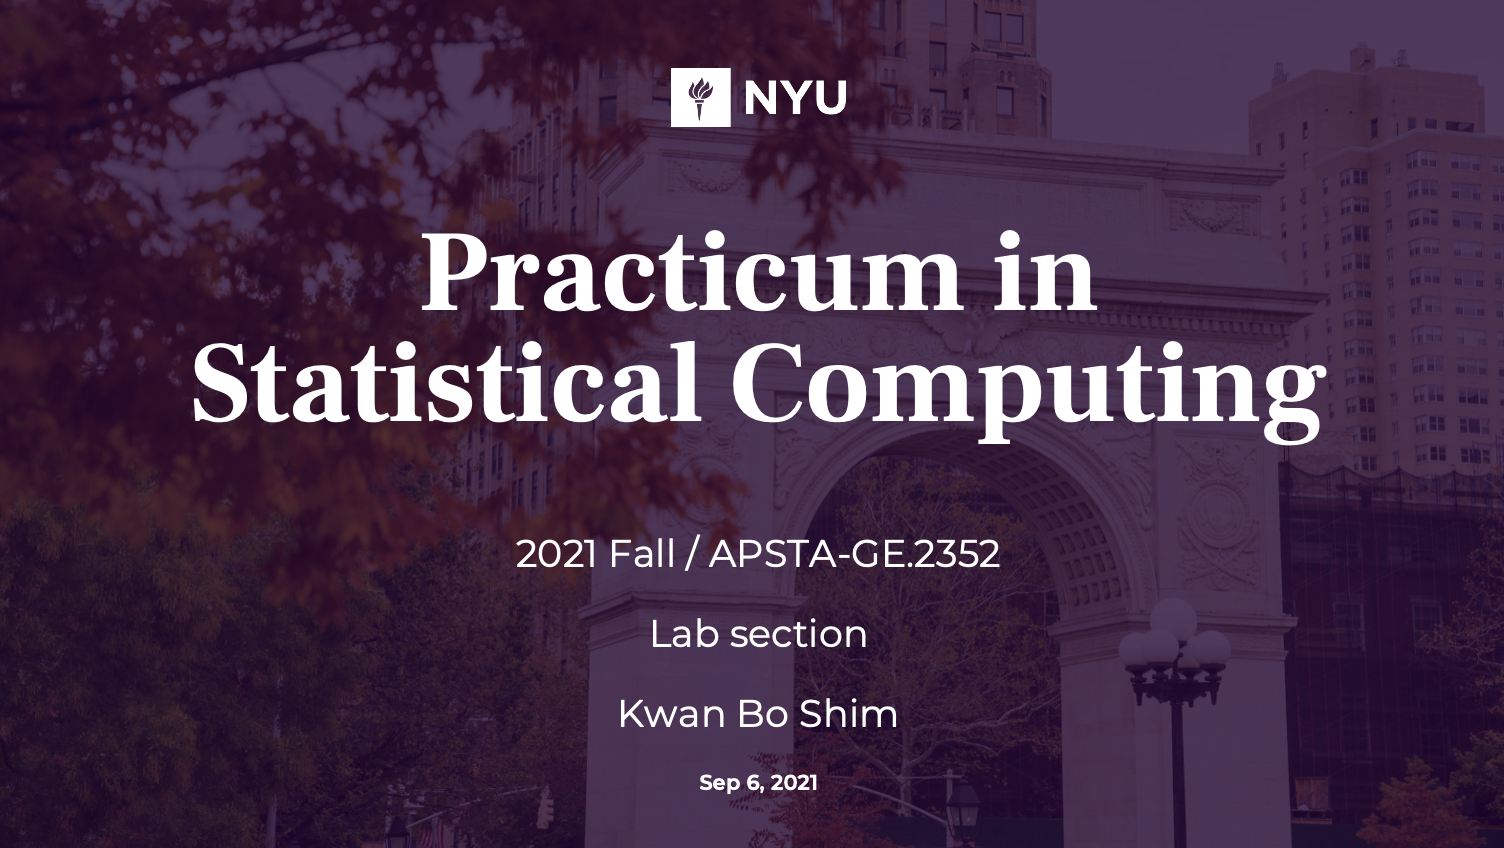 NYU
Practicum in
Statistical Computing
2021 Fall / APSTA-GE.2352
Lab section
Kwan Bo Shim
Sep 6, 2021